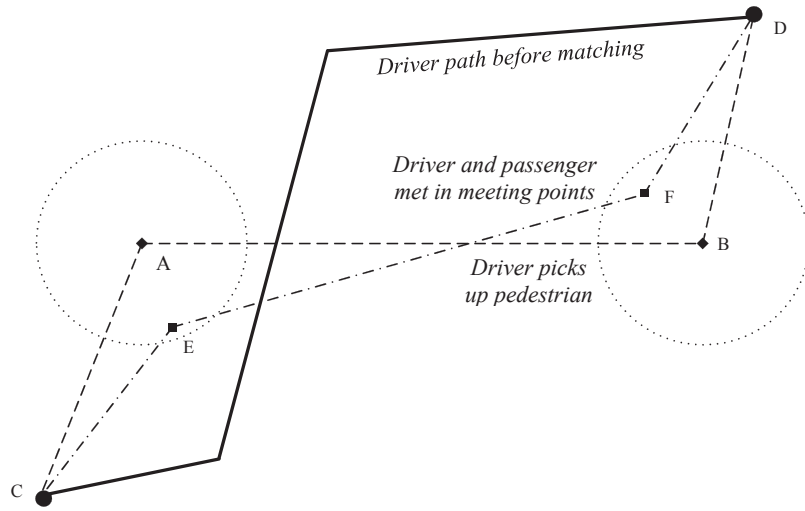 D
Driver path before matching
Driver and passenger
met in meeting points
F
A
B
Driver picks
up pedestrian
E
C